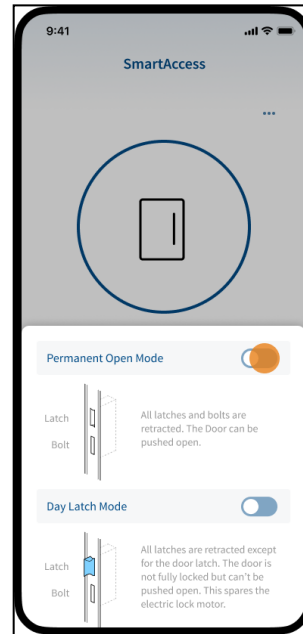 9:41
SmartAccess
...
Permanent Open Mode
Latch
Bolt
All latches and bolts are
retracted. The Door can be
pushed open.
Day Latch Mode
Latch
Bolt
All latches are retracted except
for the door latch. The door is
not fully locked but can't be
pushed open. This spares the
electric lock motor.